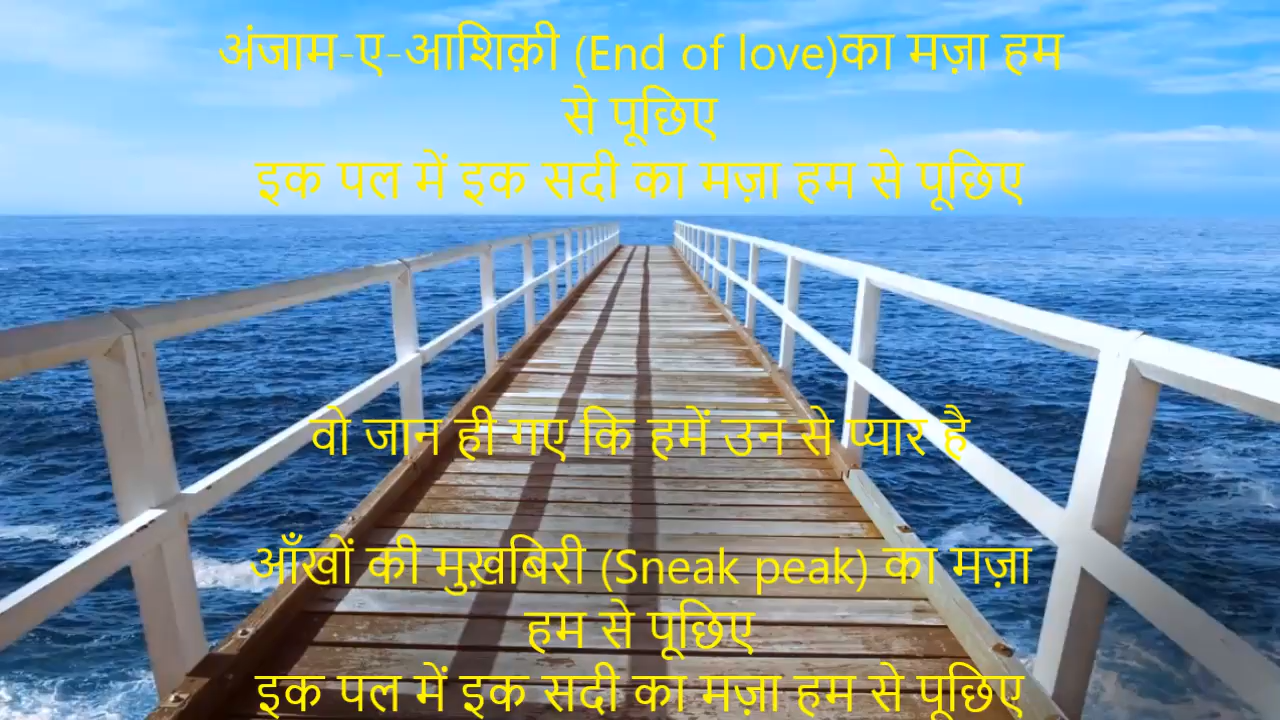 अंजाम-ए-आशिक़ी (End of love)का मज़ा हम
से पूछिए
इक पल में इक सदी का मज़ा हम से पूछिए
वो जान ही गए कि हमें उन से प्यार है
आँखों की मुख़बिरी (Sneak peak) का मज़ा
हम से पूछिए
इक पल में इक सदी का मज़ा हम से पूछिए